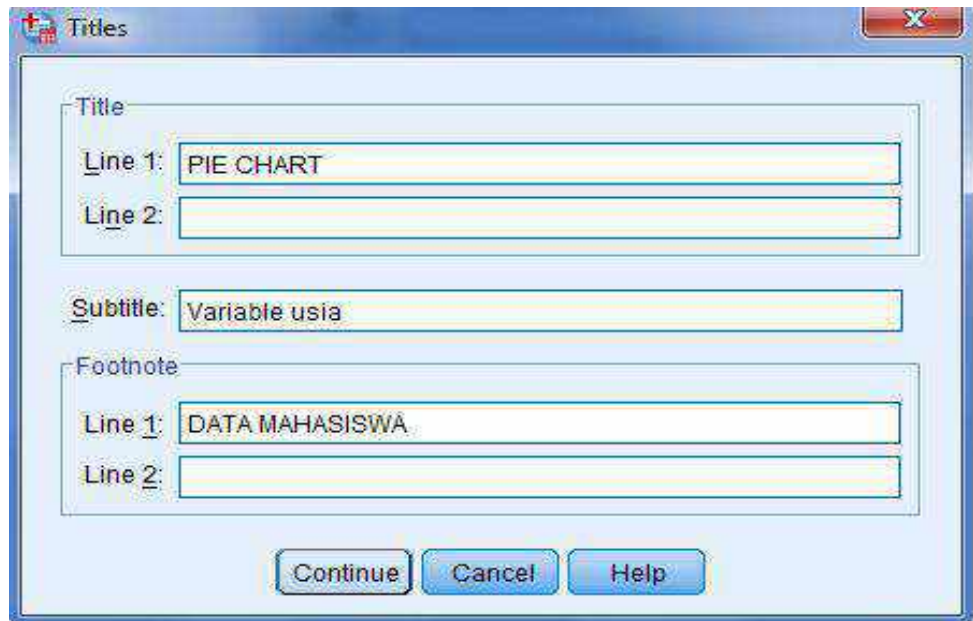 Titles
Title
Line 1: PIE CHART
Line 2:
Subtitle: Variable usia
Footnote
Line 1: DATA MAHASISWA
Line 2:
Continue Cancel Help